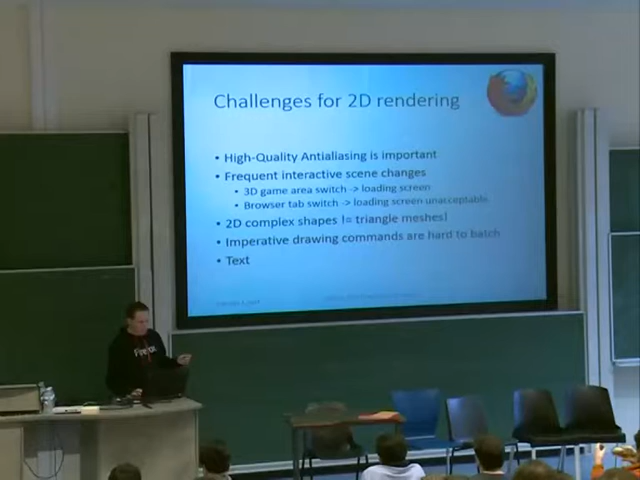 Challenges for 2D rendering
• High-Quality Antialiasing is important
• Frequent interactive scene changes
• 3D game area switch -> loading screen
• Browser tab switch -> loading screen unacceptable
• 2D complex shapes != triangle meshes!
• Imperative drawing commands are hard to batch
• Text
Firefox